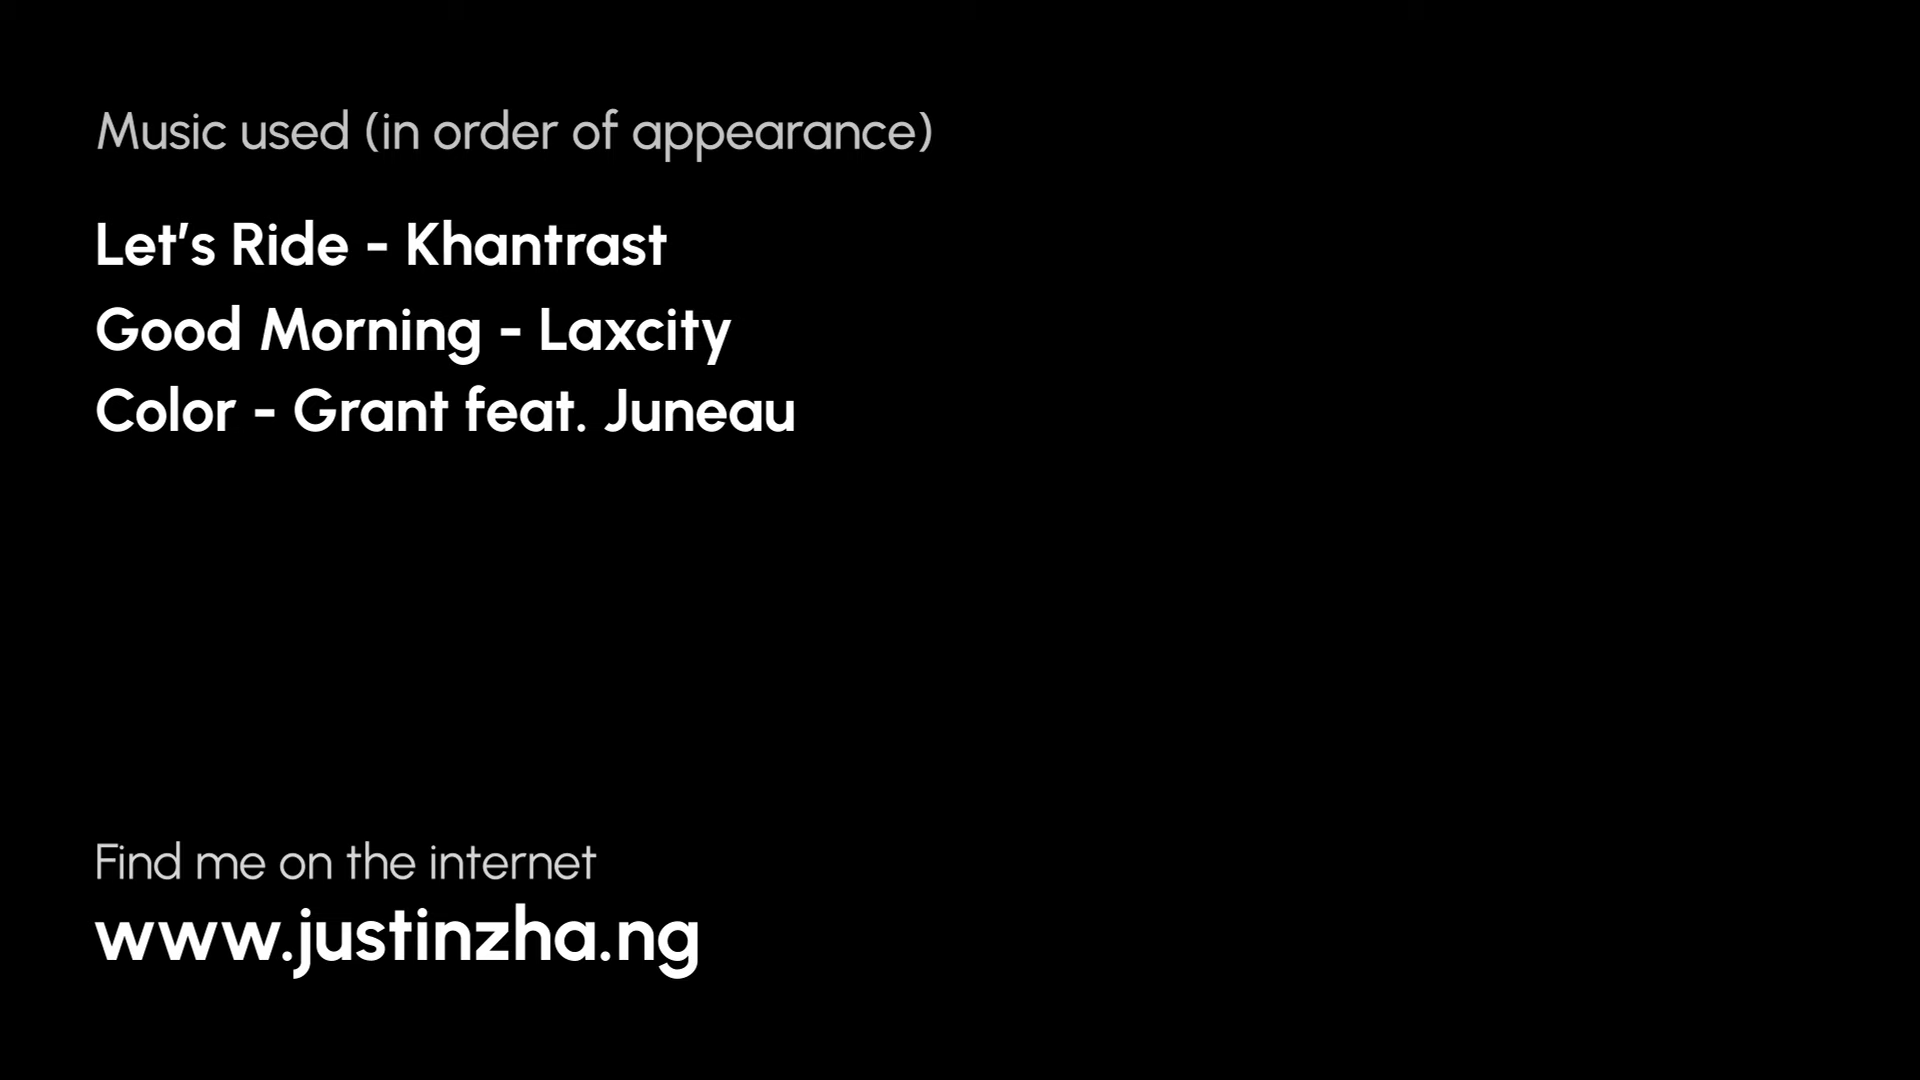 Music used (in order of appearance)
Let's Ride - Khantrast
Good Morning - Laxcity
Color - Grant feat. Juneau
Find me on the internet
www.justinzha.ng